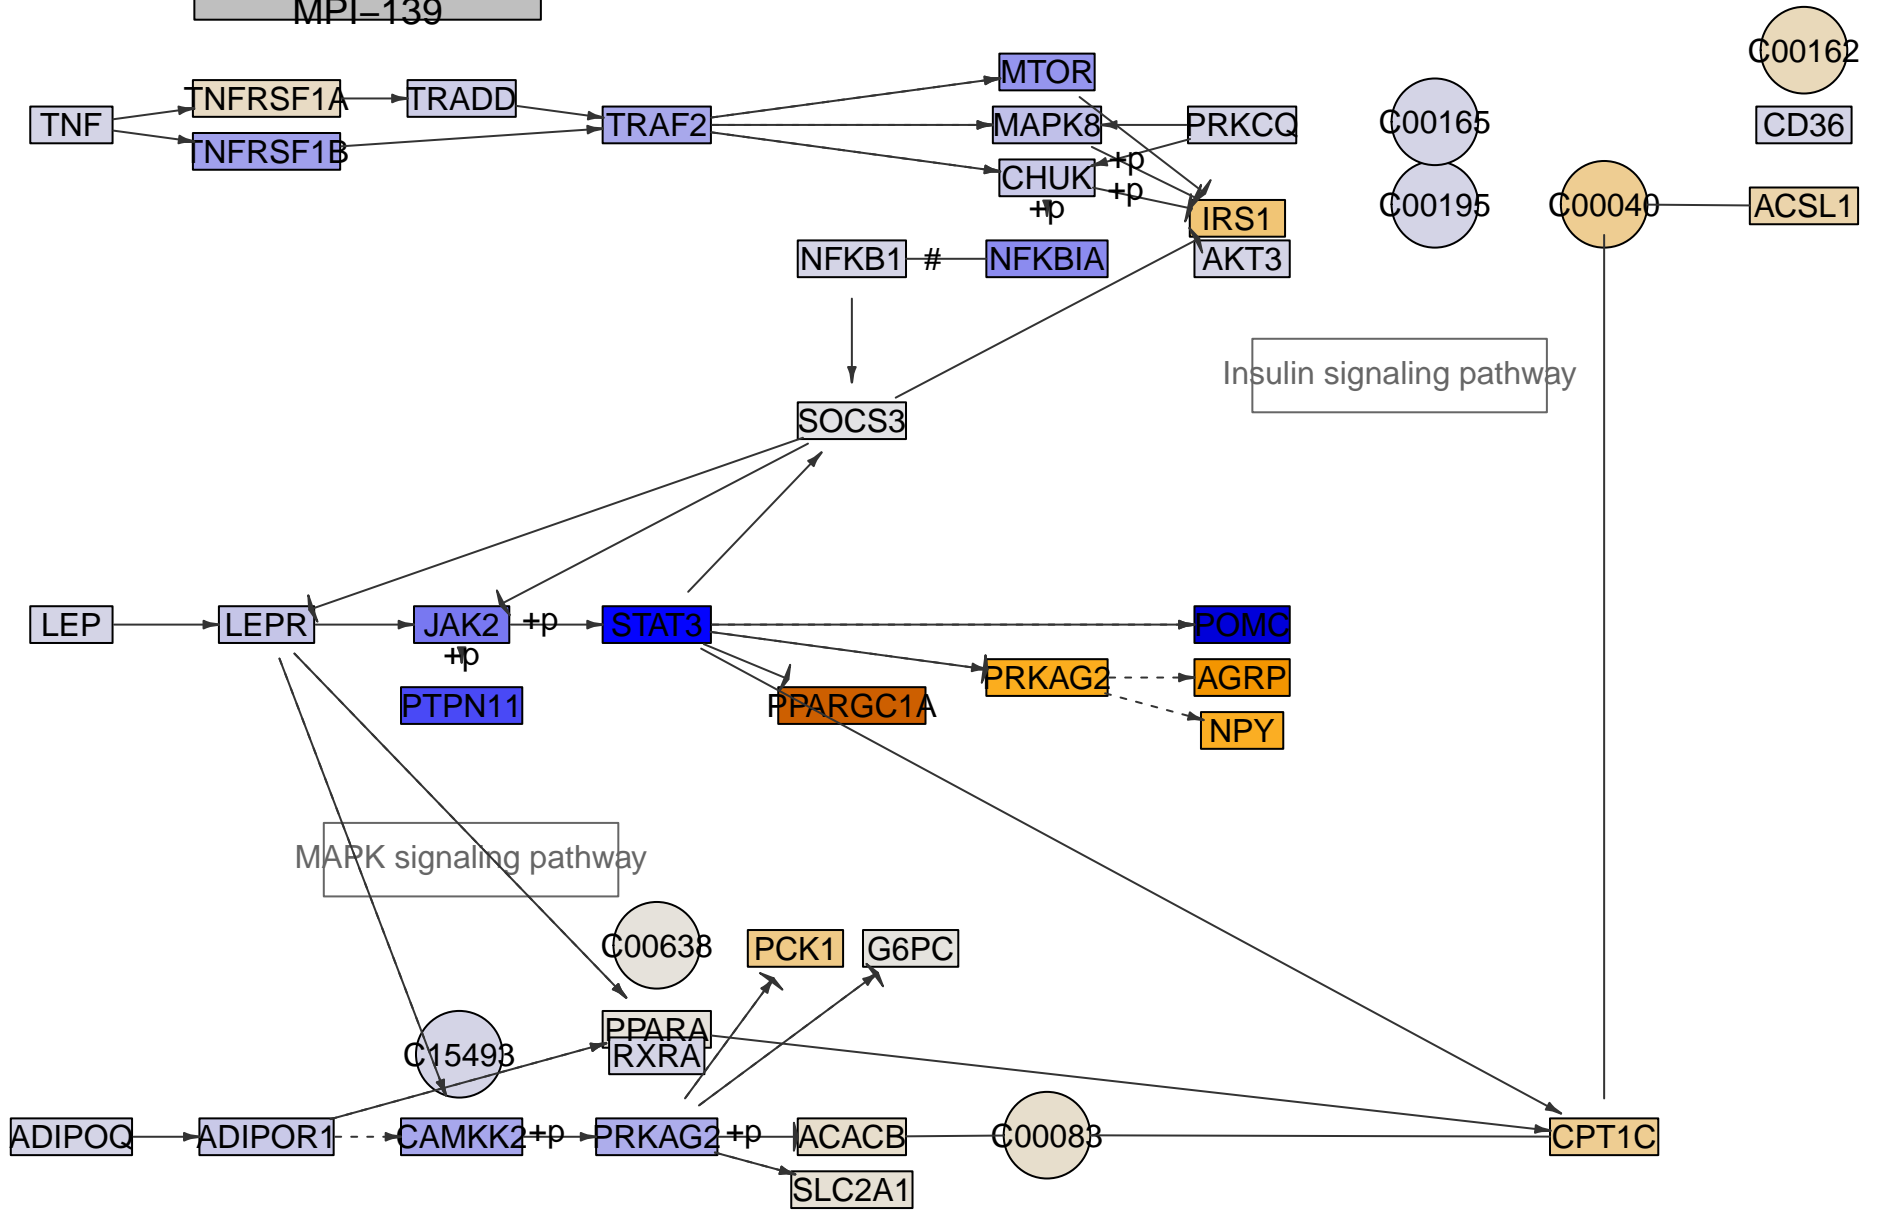 MPI–139
C00162
TNF
TNFRSF1A
TNFRSF1B
TRADD
TRAF2
MTOR
MAPK8
CHUK
PRKCQ
+p
+p
+p
IRS1
AKT3
NFKB1
#
NFKBIA
C00165
C00195
C00040
CD36
ACSL1
Insulin signaling pathway
SOCS3
LEP
LEPR
JAK2
+p
STAT3
POMC
+p
PTPN11
PPARGC1A
PRKAG2
AGRP
NPY
MAPK signaling pathway
C00638
PCK1
G6PC
PPARA
RXRA
C15493
ADIPOQ
ADIPOR1
CAMKK2
+p
PRKAG2
+p
ACACB
C00083
CPT1C
SLC2A1